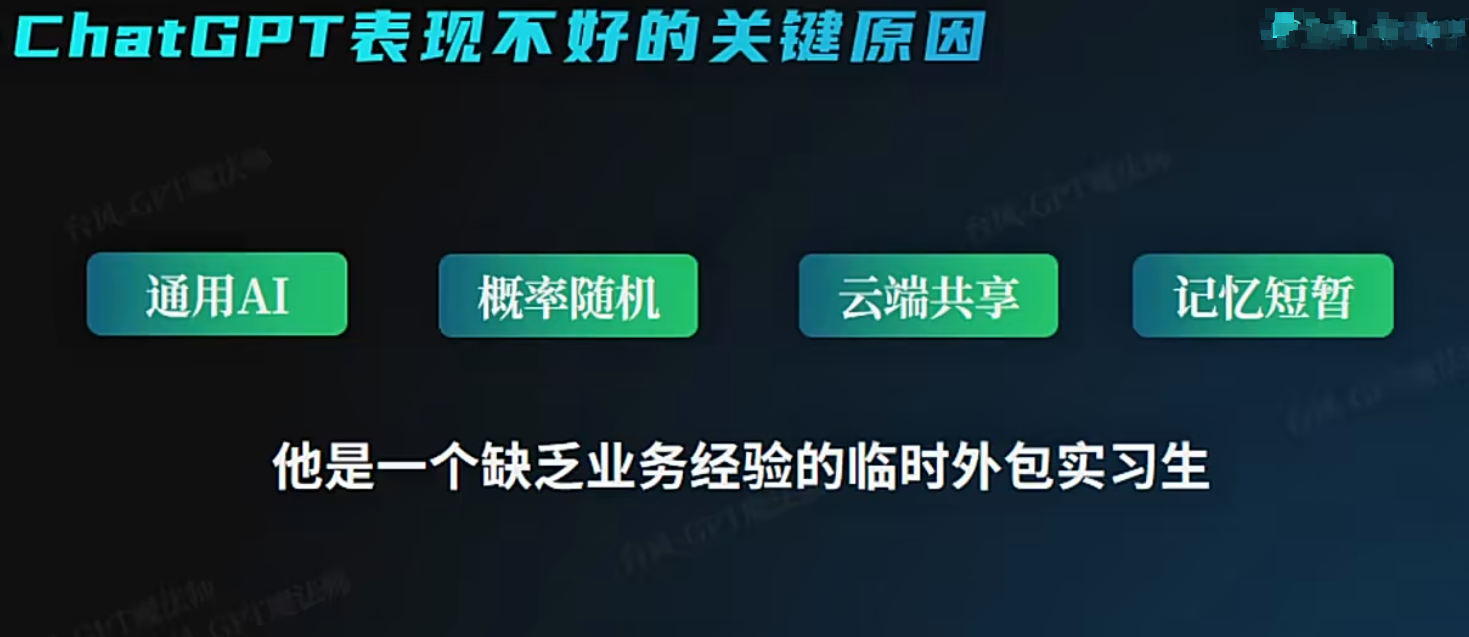 ChatGPT表现不好的关键原因
通用AI
概率随机
云端共享
记忆短暂
他是一个缺乏业务经验的临时外包实习生